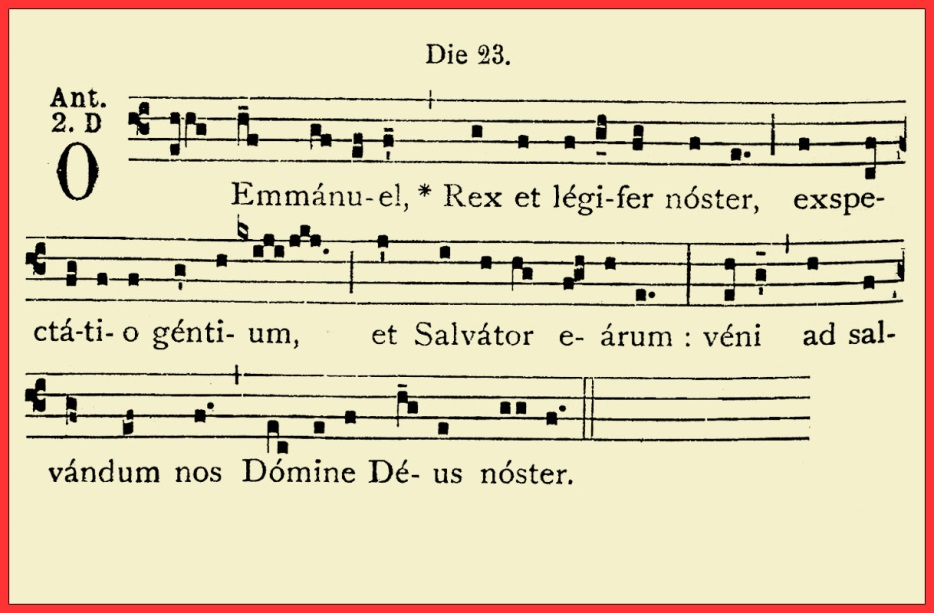 Die 23.
Ant.
2. D
O Emmánu-el, * Rex et légi-fer nóster, exspe-
ctá-ti- o génti- um, et Salvátor e- árum : véni ad sal-
vándum nos Dómine Dé- us nóster.